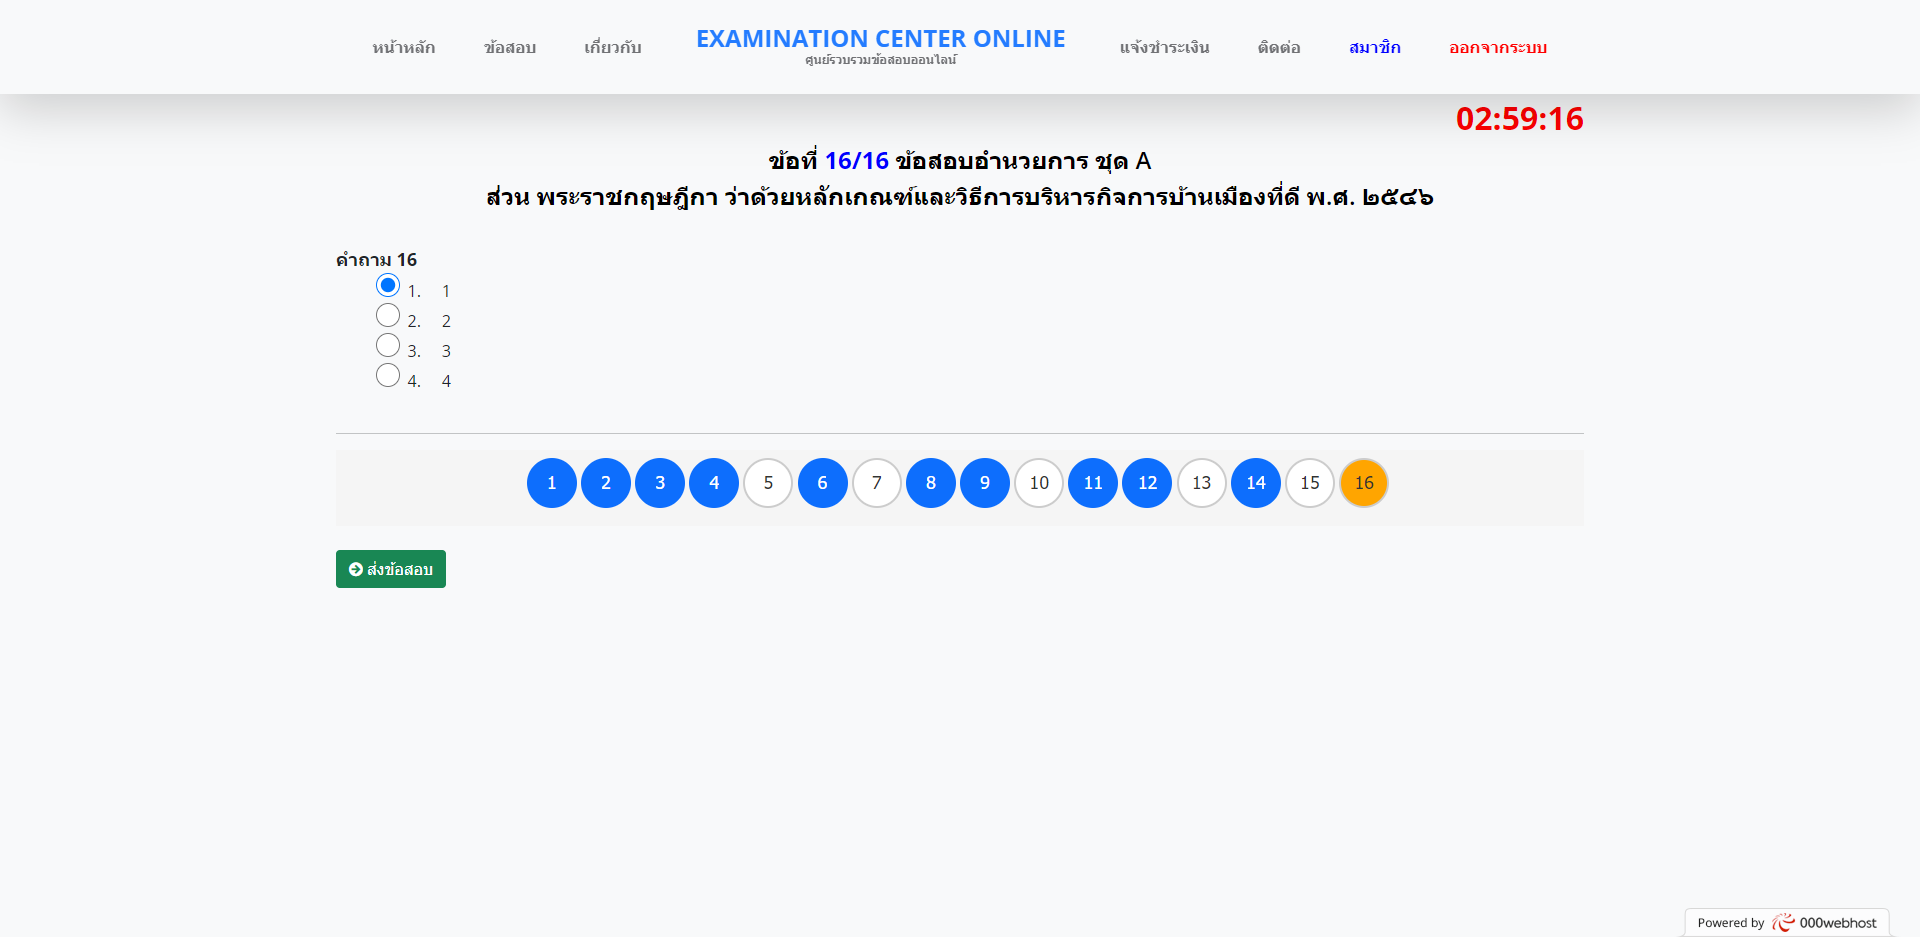 หน้าหลัก ข้อสอบ เกี่ยวกับ EXAMINATION CENTER ONLINE แจ้งชำระเงิน ติดต่อ สมาชิก ออกจากระบบ
ศูนย์รวบรวมข้อสอบออนไลน์
02:59:16
ข้อที่ 16/16 ข้อสอบอำนวยการ ชุด A
ส่วน พระราชกฤษฎีกา ว่าด้วยหลักเกณฑ์และวิธีการบริหารกิจการบ้านเมืองที่ดี พ.ศ. ๒๕๔๖
คำถาม 16
1. 1
2. 2
3. 3
4. 4
1 2 3 4 5 6 7 8 9 10 11 12 13 14 15 16
ส่งข้อสอบ
Powered by 000webhost